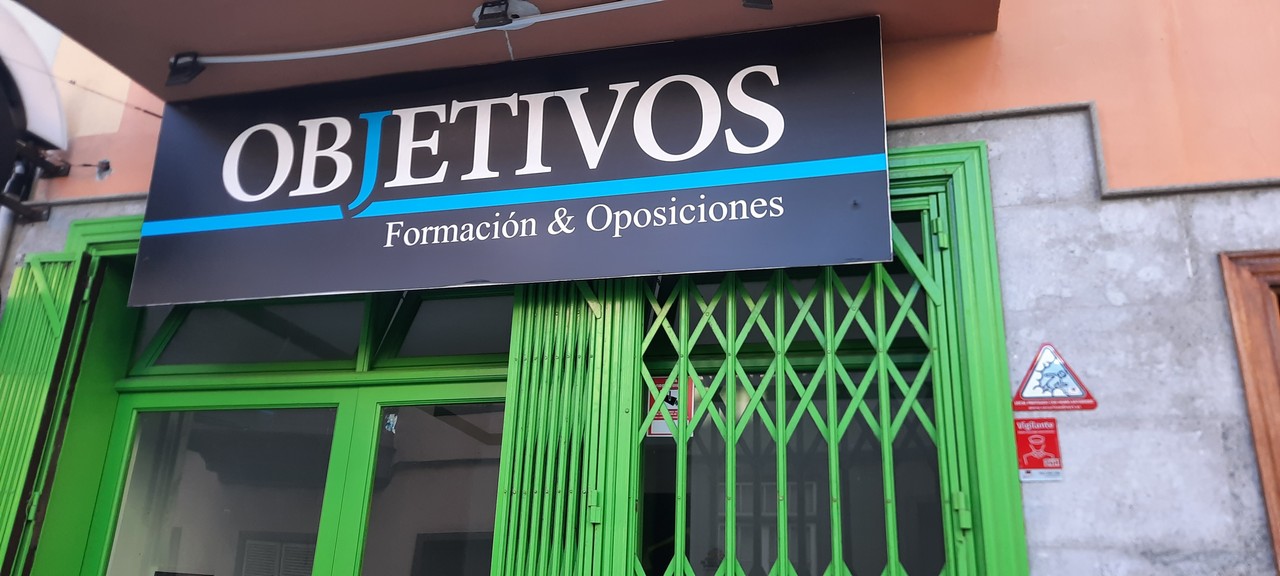 OBJETIVOS
Formación & Oposiciones
Vigilante